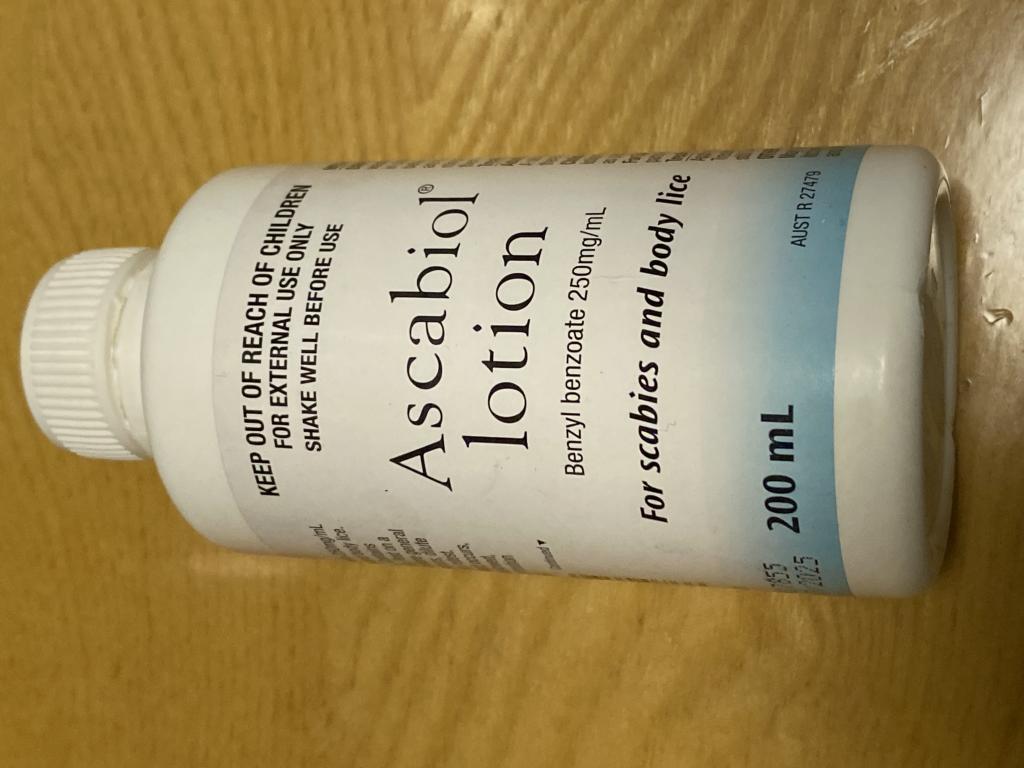 KEEP OUT OF REACH OF CHILDREN
FOR EXTERNAL USE ONLY
SHAKE WELL BEFORE USE
Ascabiol®
lotion
Benzyl benzoate 250mg/mL
For scabies and body lice
200 mL
AUST R 27479
2025